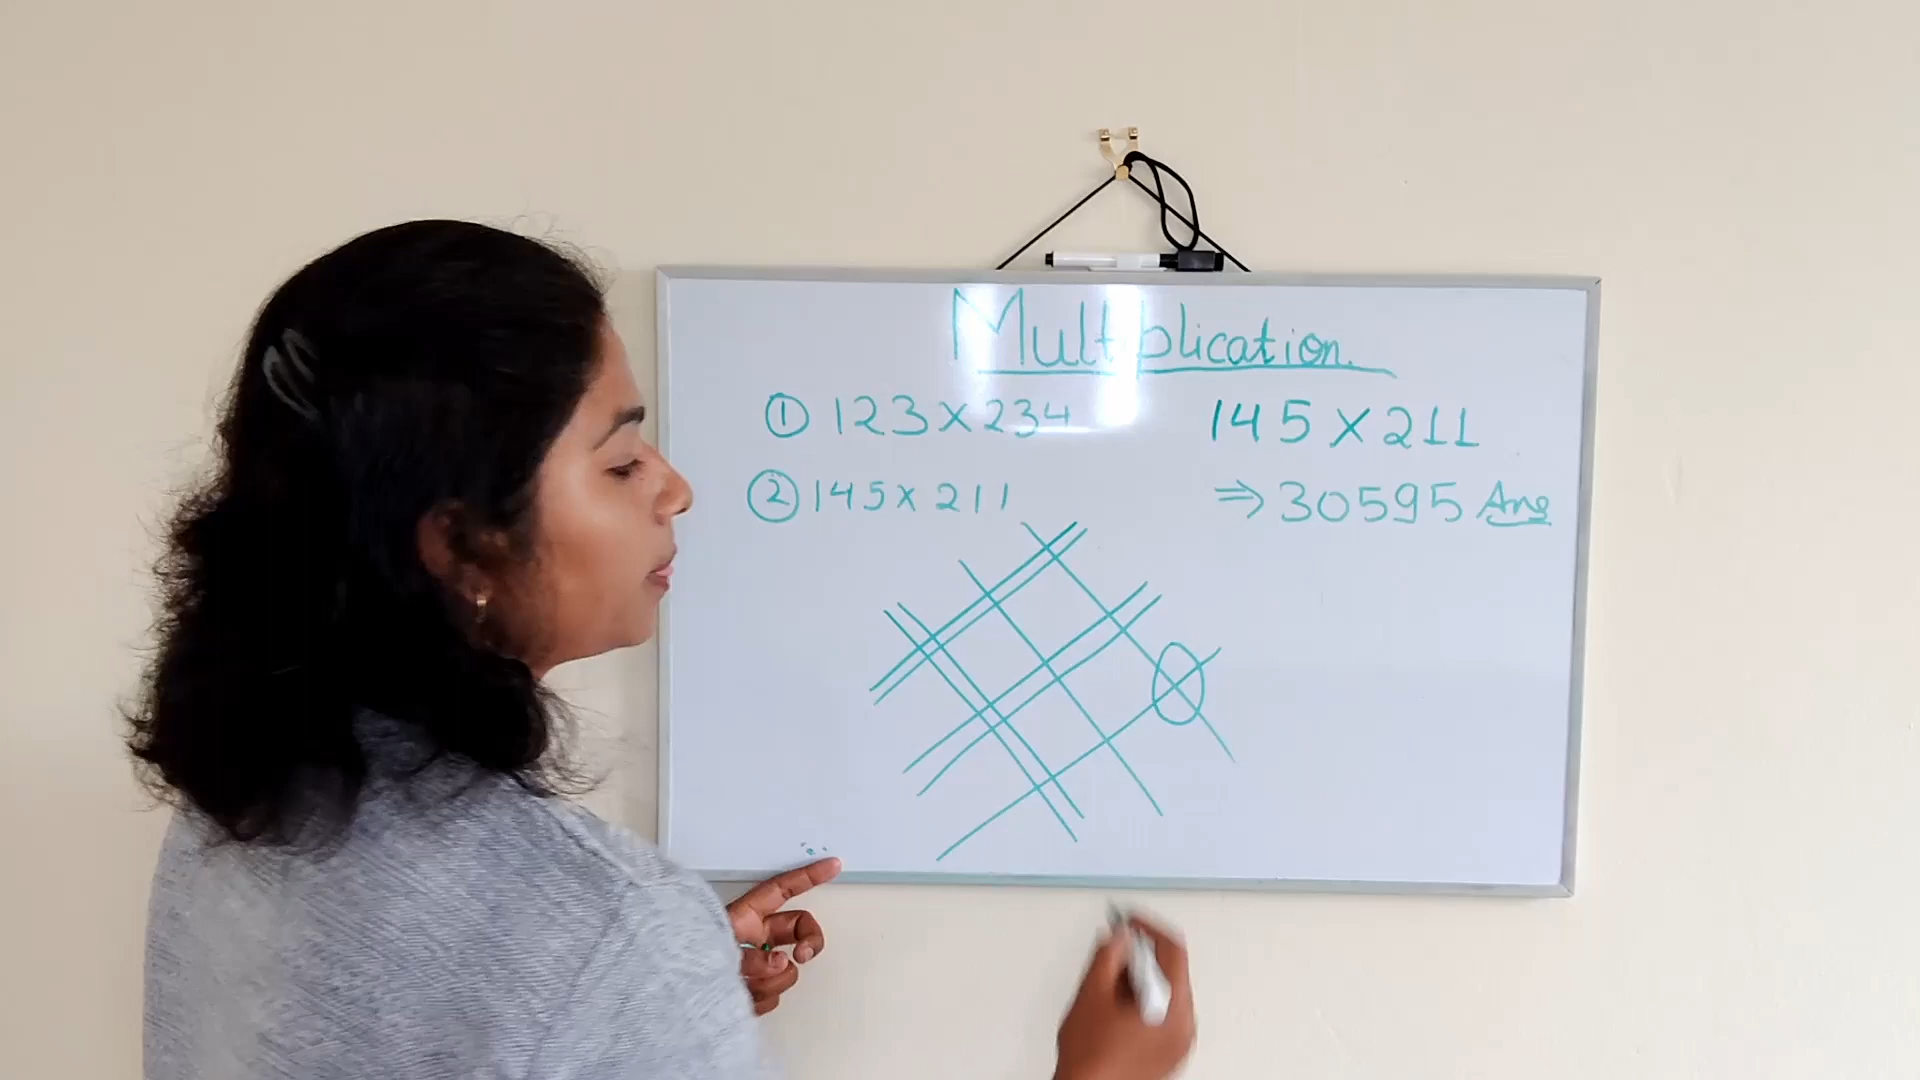 Multiplication.
① 123 x 234
② 145 x 211
145 x 211
⇒ 30595 Ans